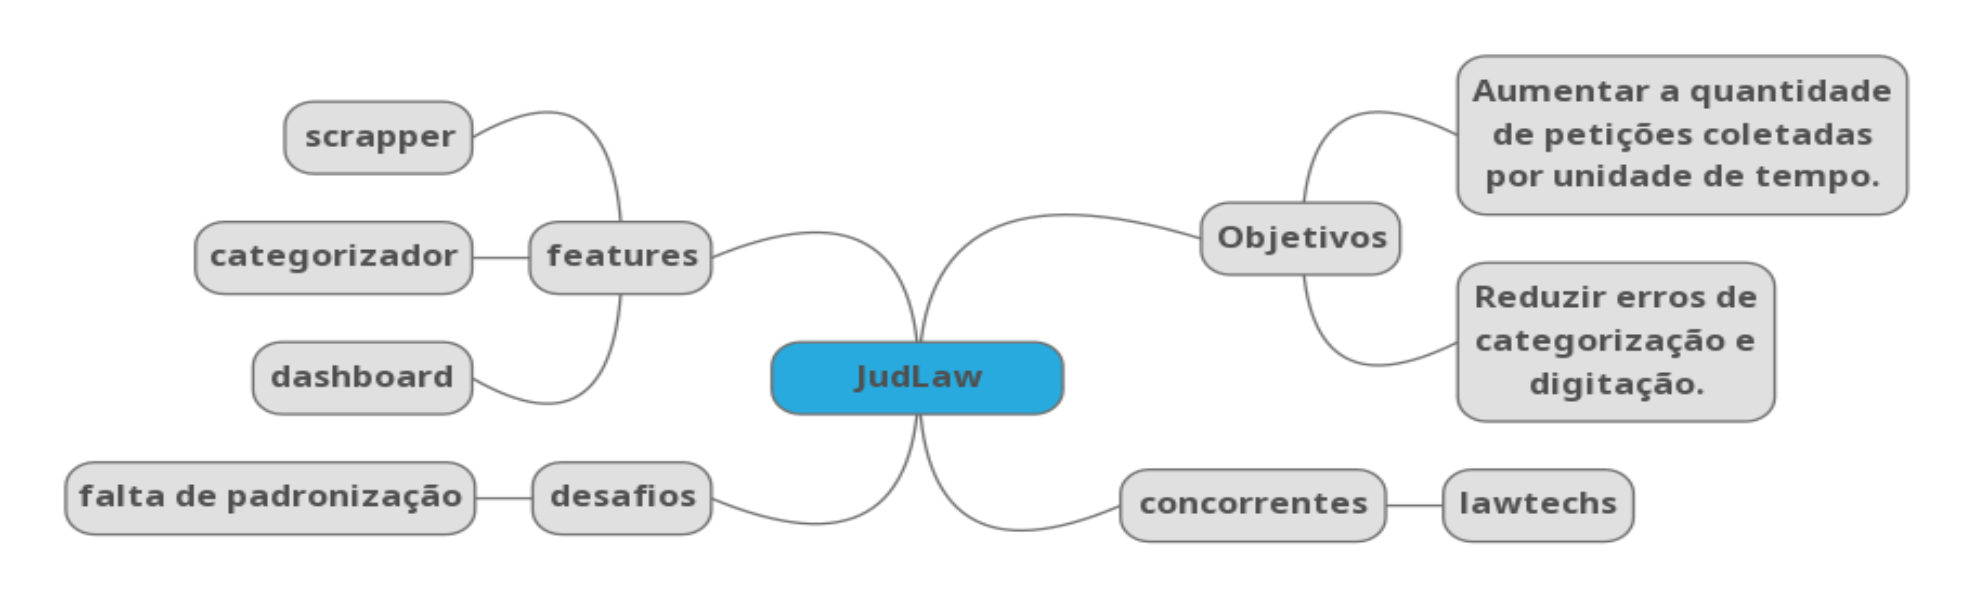 scrapper
categorizador
features
dashboard
falta de padronização
desafios
JudLaw
Objetivos
Aumentar a quantidade
de petições coletadas
por unidade de tempo.
Reduzir erros de
categorização e
digitação.
concorrentes
lawtechs